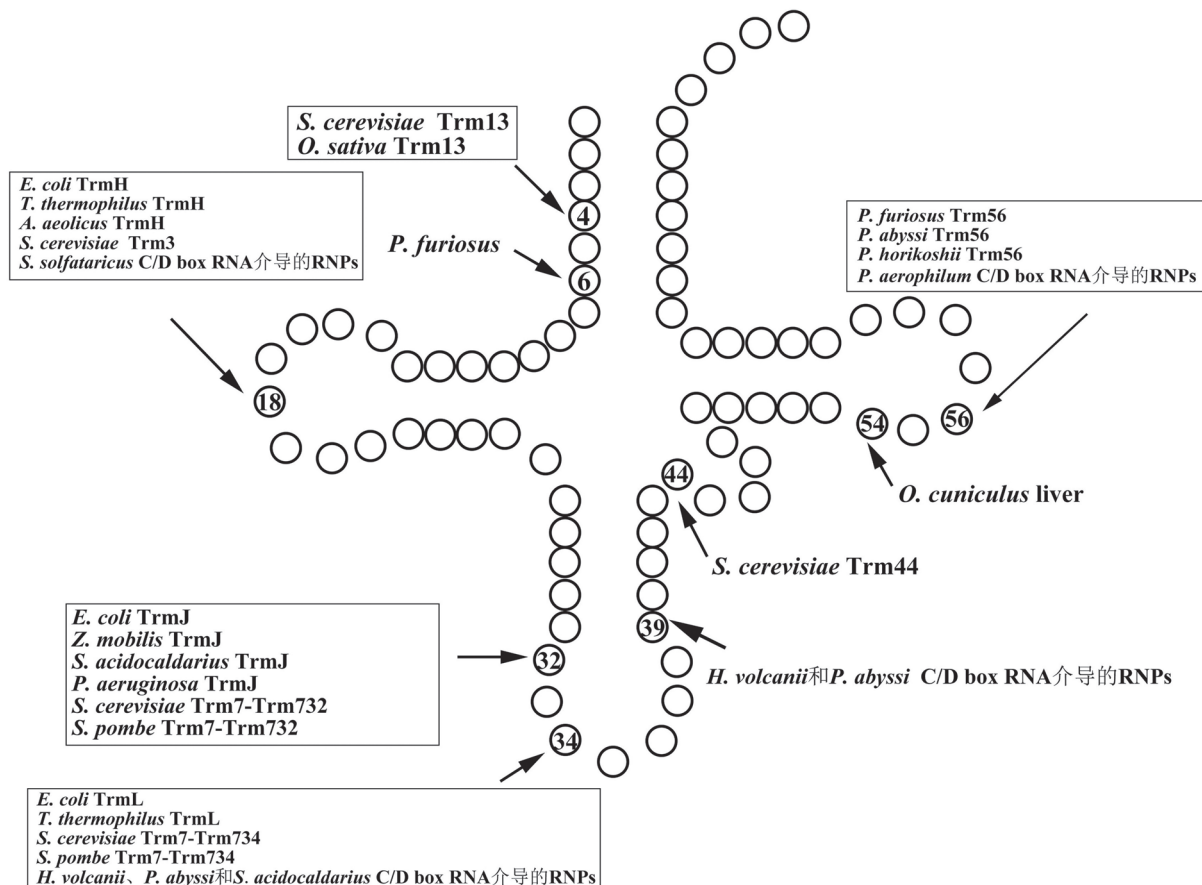 S. cerevisiae Trm13
O. sativa Trm13
E. coli TrmH
T. thermophilus TrmH
A. aeolicus TrmH
S. cerevisiae Trm3
S. solfataricus C/D box RNA介导的RNPs
P. furiosus
4
6
P. furiosus Trm56
P. abyssi Trm56
P. horikoshii Trm56
P. aerophilum C/D box RNA介导的RNPs
18
54
56
44
O. cuniculus liver
S. cerevisiae Trm44
E. coli TrmJ
Z. mobilis TrmJ
S. acidocaldarius TrmJ
P. aeruginosa TrmJ
S. cerevisiae Trm7-Trm732
S. pombe Trm7-Trm732
32
39
H. volcanii和P. abyssi C/D box RNA介导的RNPs
34
E. coli TrmL
T. thermophilus TrmL
S. cerevisiae Trm7-Trm734
S. pombe Trm7-Trm734
H. volcanii、P. abyssi和S. acidocaldarius C/D box RNA介导的RNPs